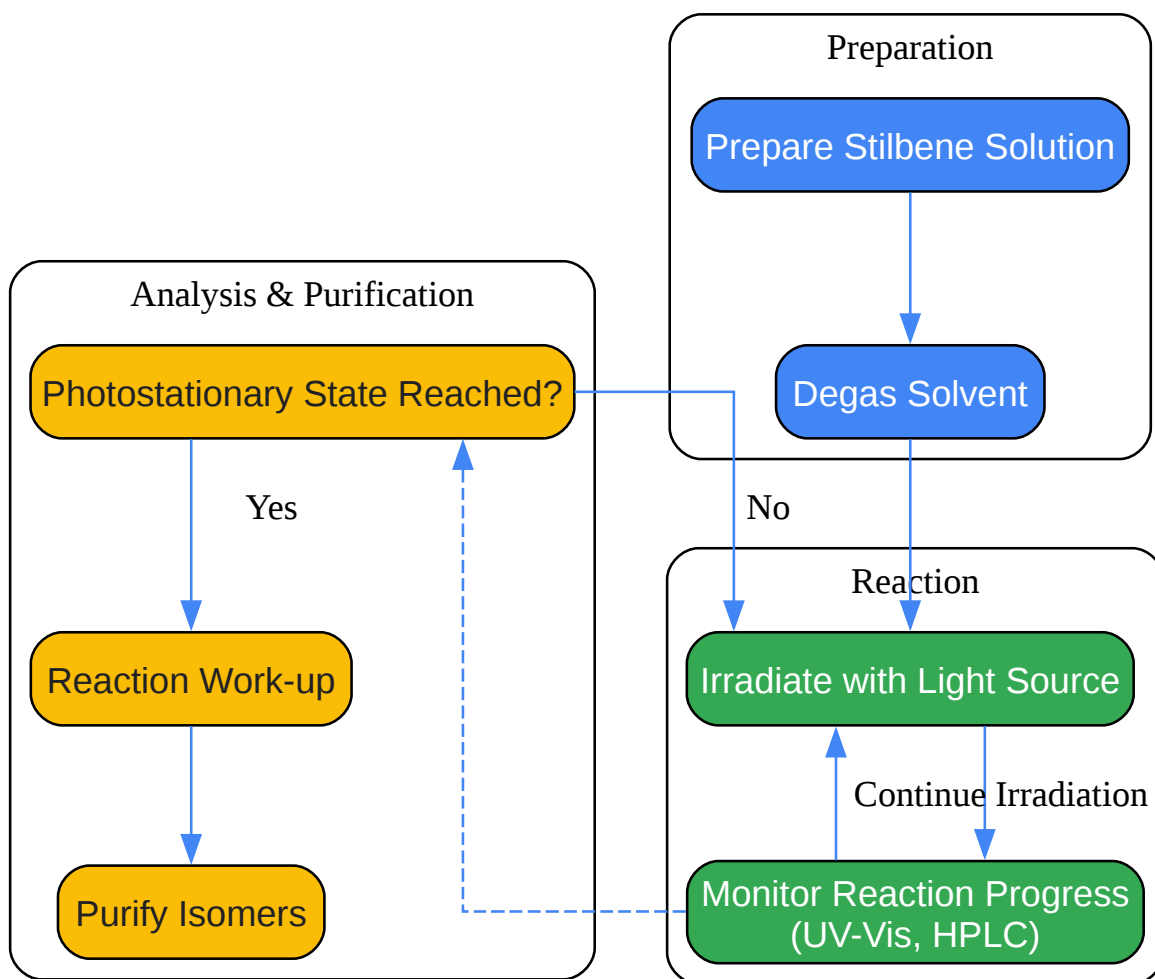 Preparation
Prepare Stilbene Solution
Degas Solvent
Analysis & Purification
Photostationary State Reached?
Yes
No
Reaction Work-up
Purify Isomers
Reaction
Irradiate with Light Source
Continue Irradiation
Monitor Reaction Progress
(UV-Vis, HPLC)